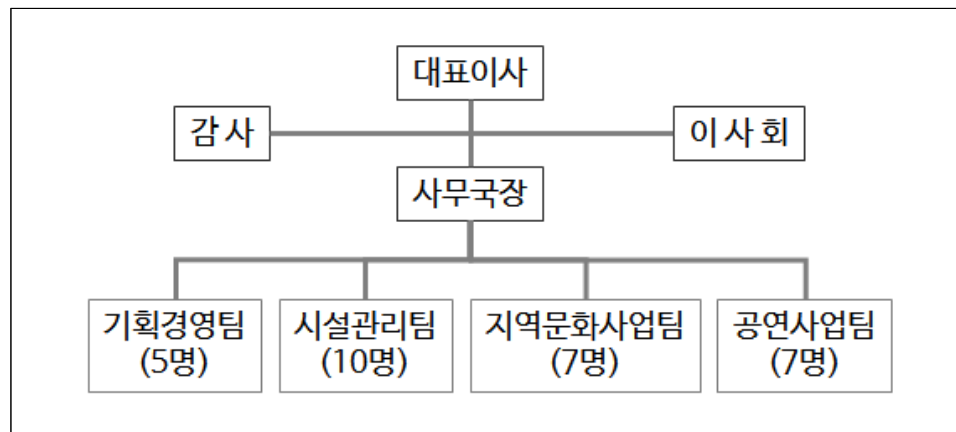 대표이사
감 사
이 사 회
사무국장
기획경영팀
(5명)
시설관리팀
(10명)
지역문화사업팀
(7명)
공연사업팀
(7명)